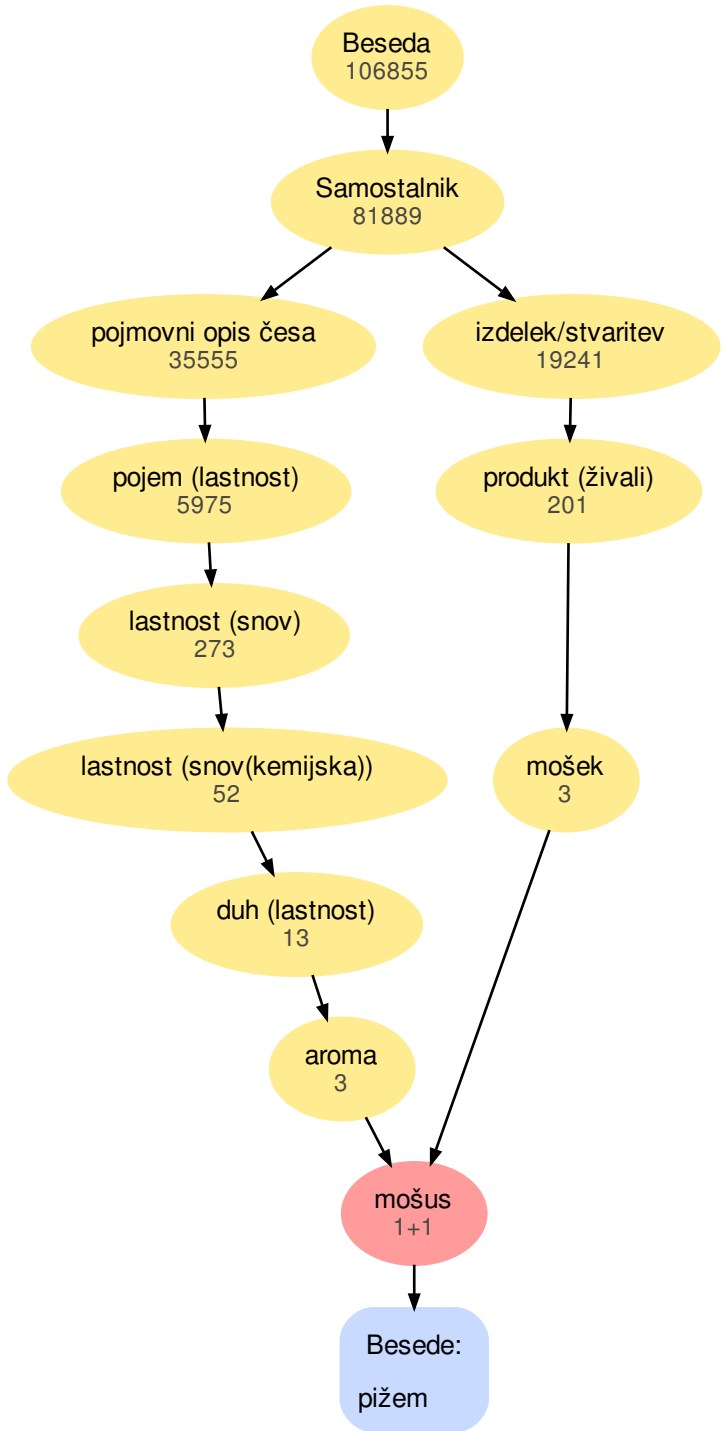 Beseda
106855
Samostalnik
81889
pojmovni opis česa
35555
izdelek/stvaritev
19241
pojem (lastnost)
5975
produkt (živali)
201
lastnost (snov)
273
lastnost (snov(kemijska))
52
mošek
3
duh (lastnost)
13
aroma
3
mošus
1+1
Besede:
pižem